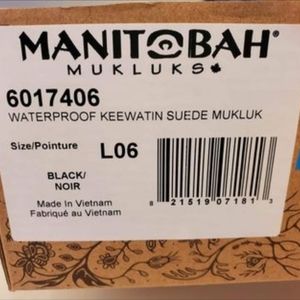 MANITOBAH®
MUKLUKS
6017406
WATERPROOF KEEWATIN SUEDE MUKLUK
Size/Pointure L06
BLACK/
NOIR
Made In Vietnam
Fabriqué au Vietnam
8 21519 07181 3